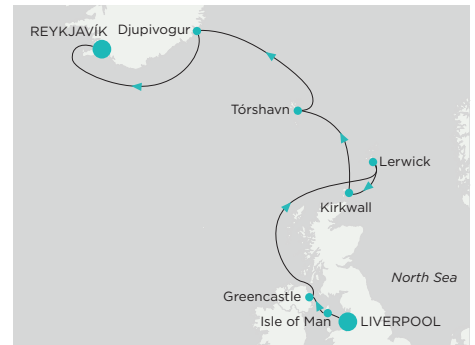 REYKJAVÍK
Djupivogur
Tórshavn
Lerwick
Kirkwall
North Sea
Greencastle
Isle of Man
LIVERPOOL